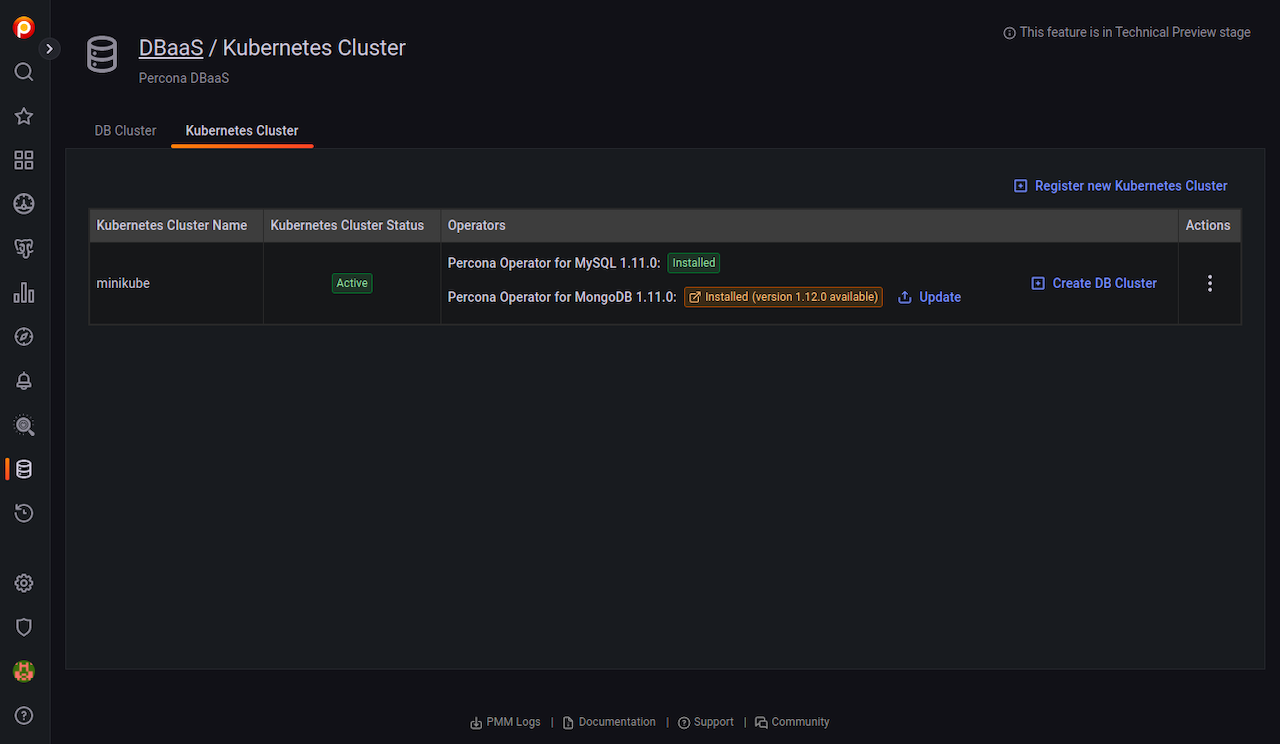 DBaaS / Kubernetes Cluster
This feature is in Technical Preview stage
Percona DBaaS
DB Cluster
Kubernetes Cluster
Register new Kubernetes Cluster
Kubernetes Cluster Name
Kubernetes Cluster Status
Operators
Actions
minikube
Active
Percona Operator for MySQL 1.11.0: Installed
Percona Operator for MongoDB 1.11.0: Installed (version 1.12.0 available) Update
Create DB Cluster
PMM Logs | Documentation | Support | Community